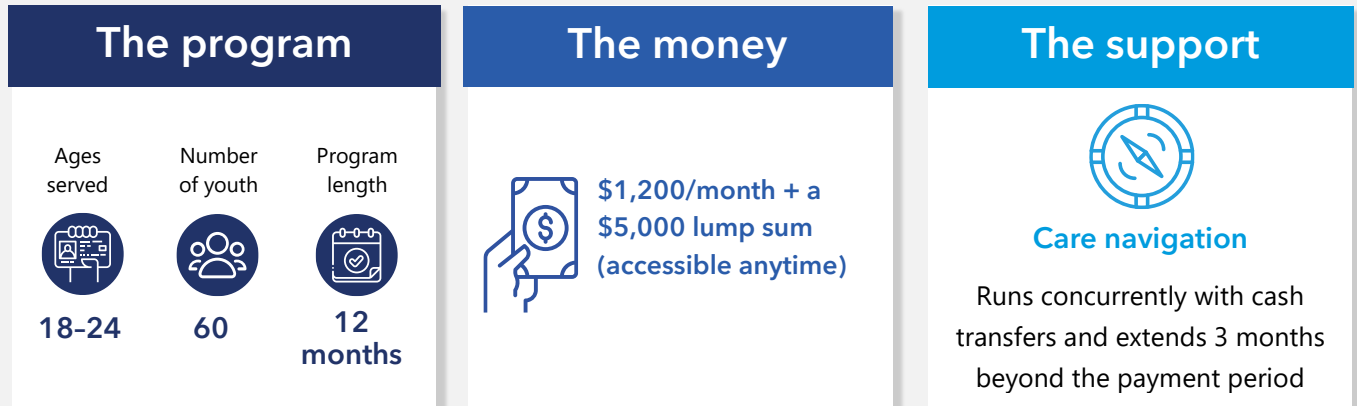 The program
Ages
served
18–24
Number
of youth
60
Program
length
12
months
The money
$
$1,200/month + a
$5,000 lump sum
(accessible anytime)
The support
Care navigation
Runs concurrently with cash
transfers and extends 3 months
beyond the payment period